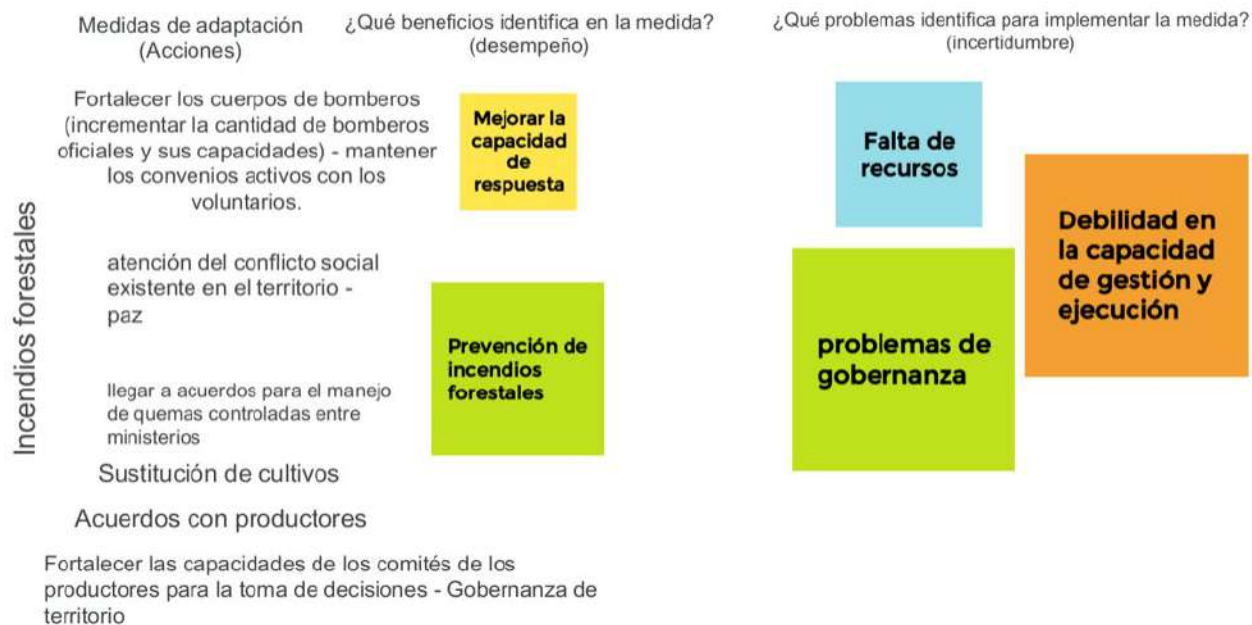 Medidas de adaptación
(Acciones)
¿Qué beneficios identifica en la medida?
(desempeño)
¿Qué problemas identifica para implementar la medida?
(incertidumbre)
Incendios forestales
Fortalecer los cuerpos de bomberos
(incrementar la cantidad de bomberos
oficiales y sus capacidades) - mantener
los convenios activos con los
voluntarios.
atención del conflicto social
existente en el territorio -
paz
llegar a acuerdos para el manejo
de quemas controladas entre
ministerios
Sustitución de cultivos
Acuerdos con productores
Fortalecer las capacidades de los comités de los
productores para la toma de decisiones - Gobernanza de
territorio
Mejorar la
capacidad
de
respuesta
Prevención de
incendios
forestales
Falta de
recursos
problemas de
gobernanza
Debilidad en
la capacidad
de gestión y
ejecución